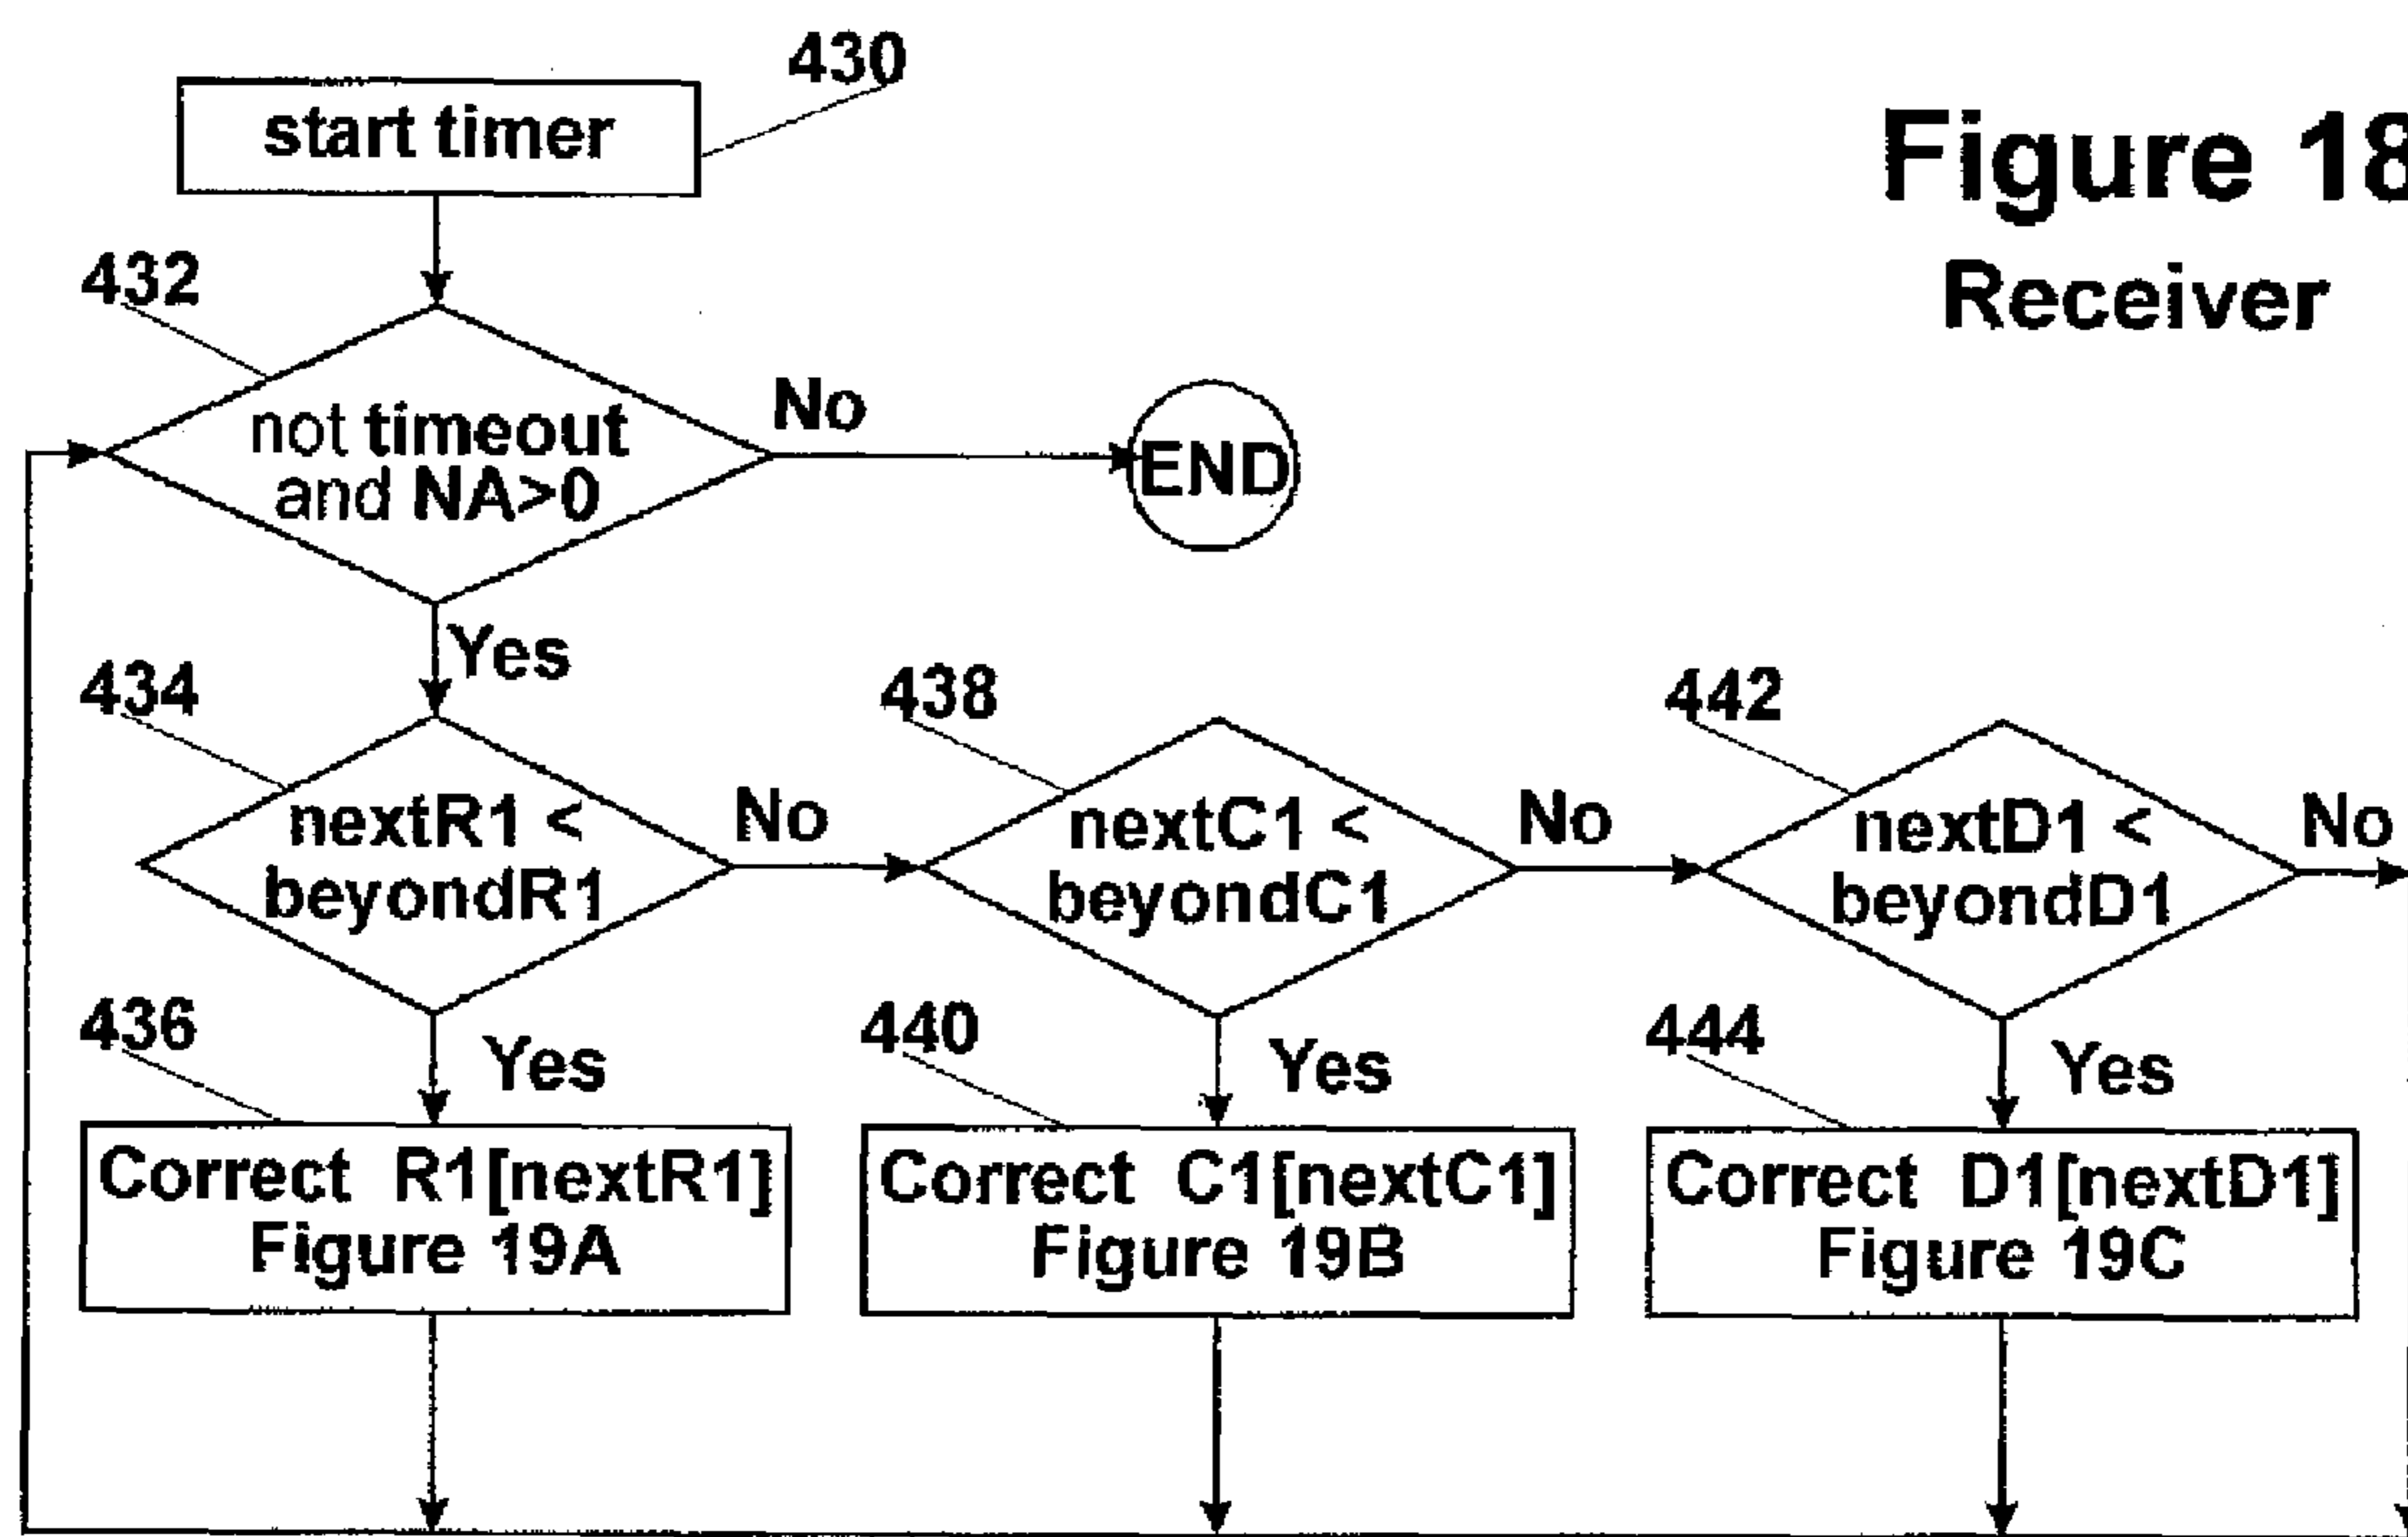 430
start timer
Figure 18
Receiver
432
not timeout
and NA>0
No
END
Yes
434
nextR1 <
beyondR1
No
438
nextC1 <
beyondC1
No
442
nextD1 <
beyondD1
No
436
Yes
Correct R1[nextR1]
Figure 19A
440
Yes
Correct C1[nextC1]
Figure 19B
444
Yes
Correct D1[nextD1]
Figure 19C